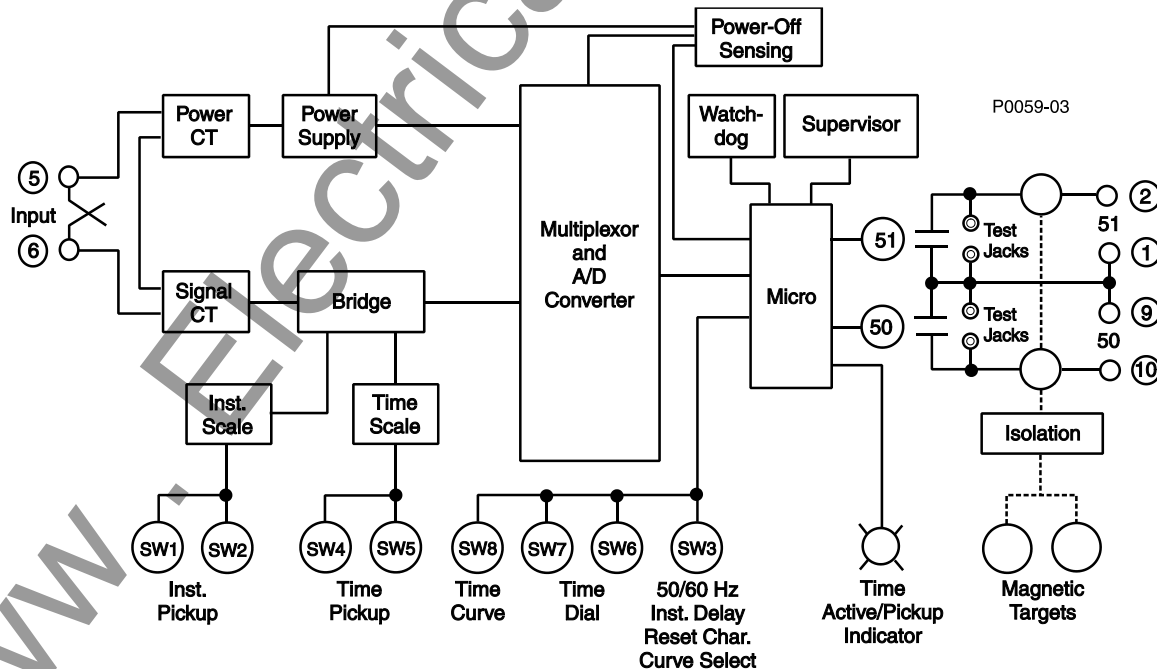 Power-Off
Sensing
Power
CT
Power
Supply
Watch-
dog
Supervisor
P0059-03
5
Input
6
Multiplexor
and
A/D
Converter
Signal
CT
Bridge
Micro
51
50
Test
Jacks
Test
Jacks
2
51
1
9
50
10
Inst.
Scale
Time
Scale
Isolation
SW1
SW2
SW4
SW5
SW8
SW7
SW6
SW3
Inst.
Pickup
Time
Pickup
Time
Curve
Time
Dial
50/60 Hz
Inst. Delay
Reset Char.
Curve Select
Time
Active/Pickup
Indicator
Magnetic
Targets
www . Electrica